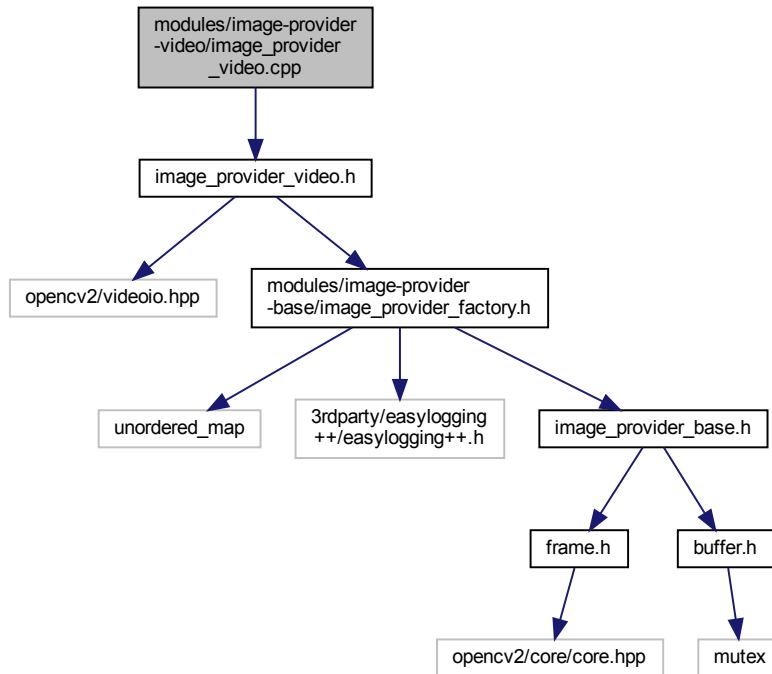 modules/image-provider
-video/image_provider
_video.cpp
image_provider_video.h
opencv2/videoio.hpp
modules/image-provider
-base/image_provider_factory.h
unordered_map
3rdparty/easylogging
++/easylogging++.h
image_provider_base.h
frame.h
buffer.h
opencv2/core/core.hpp
mutex